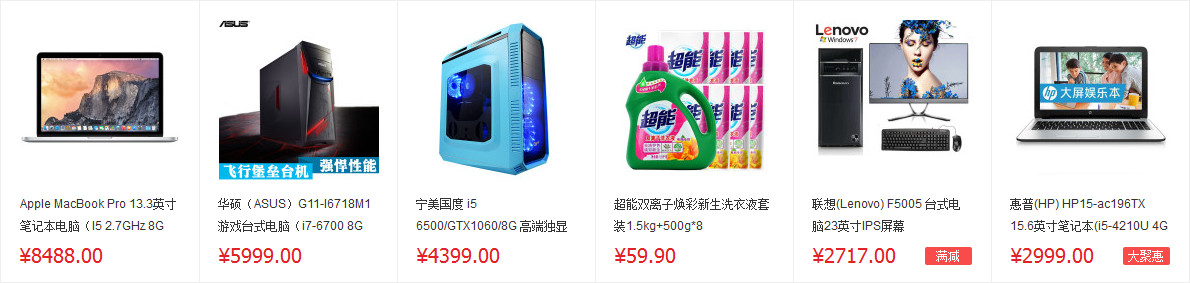 ASUS
飞行堡垒台机
强悍性能
超能
超能
Lenovo
Windows7
hp 大屏娱乐本
Apple MacBook Pro 13.3英寸
笔记本电脑（I5 2.7GHz 8G
¥8488.00
华硕（ASUS）G11-I6718M1
游戏台式电脑（i7-6700 8G
¥5999.00
宁美国度 i5
6500/GTX1060/8G 高端独显
¥4399.00
超能双离子焕彩新生洗衣液套
装1.5kg+500g*8
¥59.90
联想(Lenovo) F5005 台式电
脑23英寸IPS屏幕
¥2717.00
满减
惠普(HP) HP15-ac196TX
15.6英寸笔记本(i5-4210U 4G
¥2999.00
大聚惠